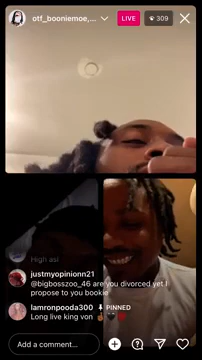 otf_booniemoe,...
LIVE
309
High asl
justmyopinionn21
@bigbosszoo_46 are you divorced yet I
propose to you bookie
lamronpooda300 PINNED
Long live king von
Add a comment...